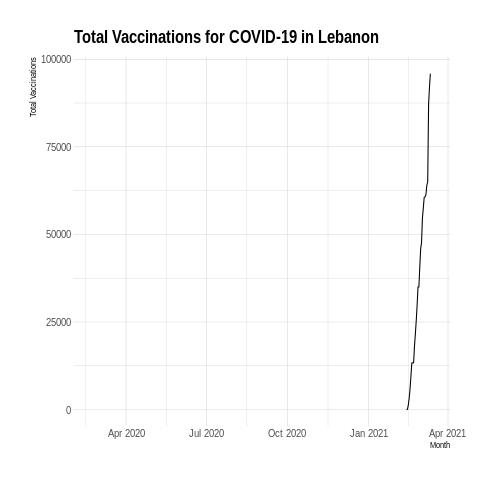 Total Vaccinations for COVID-19 in Lebanon
Total Vaccinations
100000
75000
50000
25000
0
Apr 2020 Jul 2020 Oct 2020 Jan 2021 Apr 2021
Month